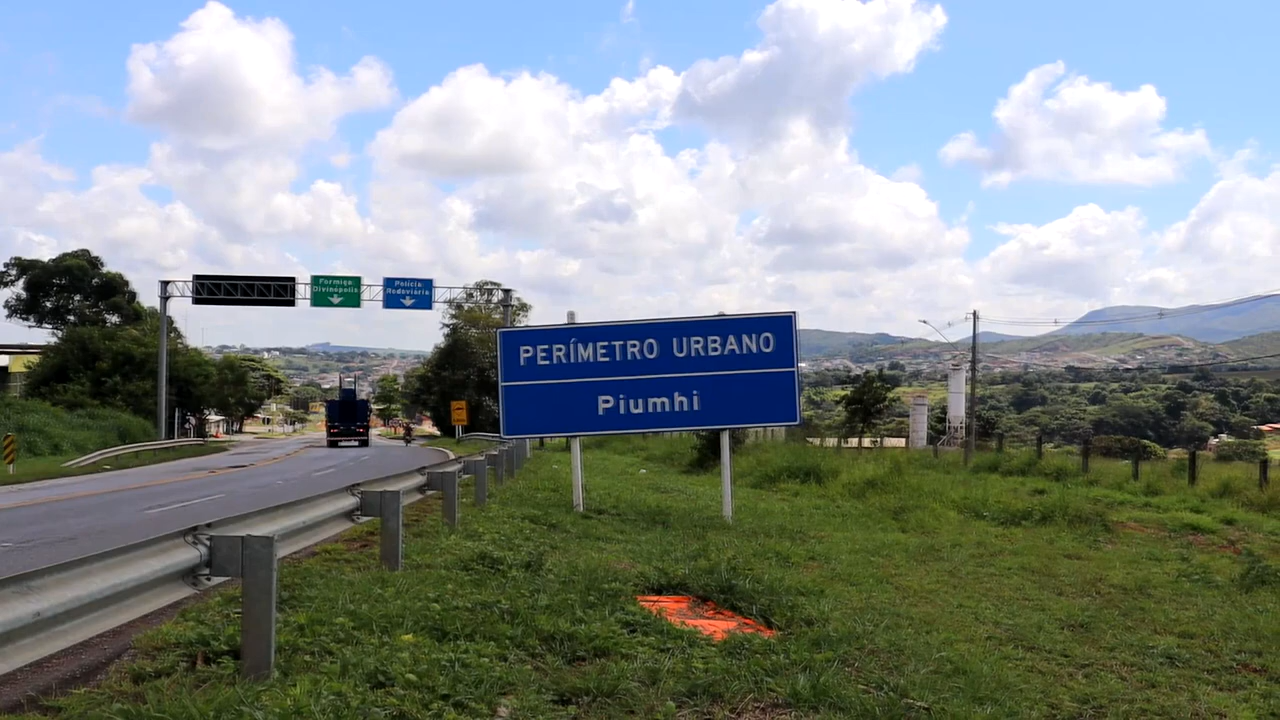 Formiga
Divinópolis
Polícia
Rodoviária
PERÍMETRO URBANO
Piumhi